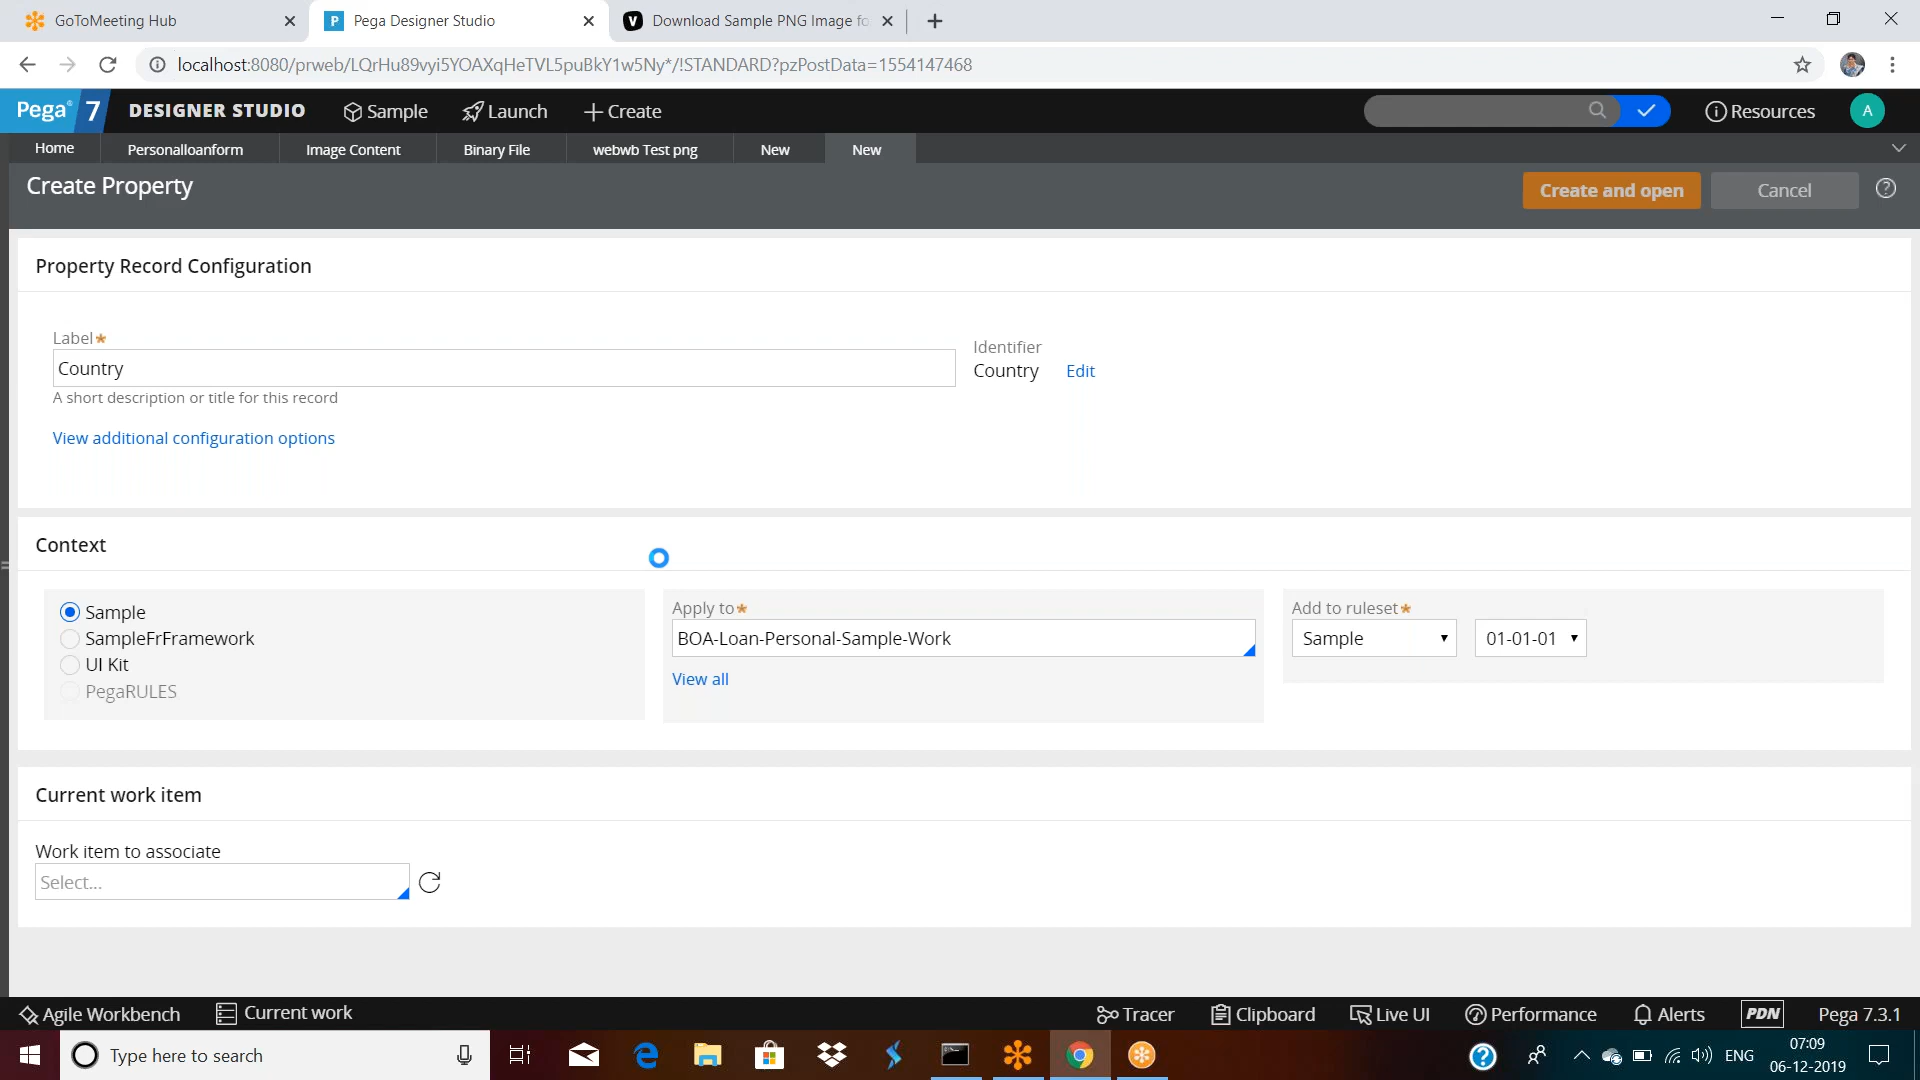 GoToMeeting Hub
Pega Designer Studio
Download Sample PNG Image fo
localhost:8080/prweb/LQrHu89vyi5YOAXqHeTVL5puBkY1w5Ny*/!STANDARD?pzPostData=1554147468
Pega 7 DESIGNER STUDIO Sample Launch Create Resources A
Home Personalloanform Image Content Binary File webwb Test png New New
Create Property Create and open Cancel
Property Record Configuration
Label*
Identifier
Country
Country Edit
A short description or title for this record
View additional configuration options
Context
Sample
SampleFrFramework
UI Kit
PegaRULES
Apply to*
BOA-Loan-Personal-Sample-Work
View all
Add to ruleset*
Sample 01-01-01
Current work item
Work item to associate
Select...
Agile Workbench Current work Tracer Clipboard Live UI Performance Alerts PDN Pega 7.3.1
Type here to search
ENG
07:09
06-12-2019